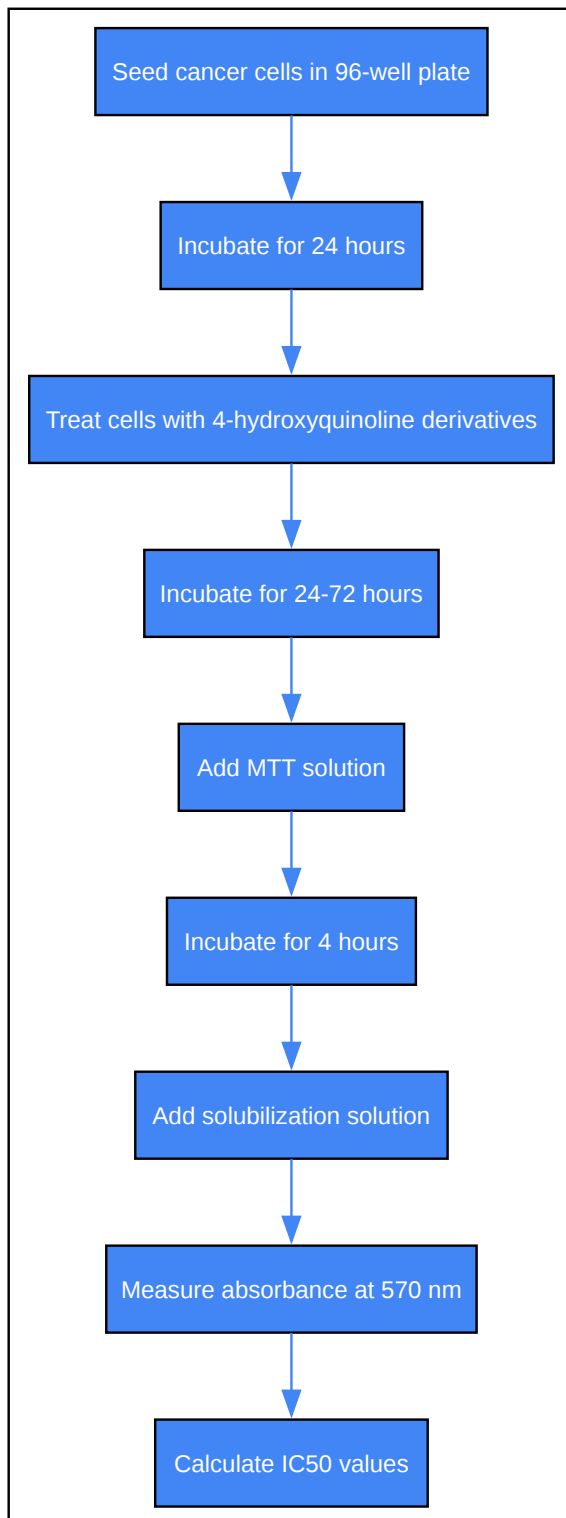 Seed cancer cells in 96-well plate
Incubate for 24 hours
Treat cells with 4-hydroxyquinoline derivatives
Incubate for 24-72 hours
Add MTT solution
Incubate for 4 hours
Add solubilization solution
Measure absorbance at 570 nm
Calculate IC50 values